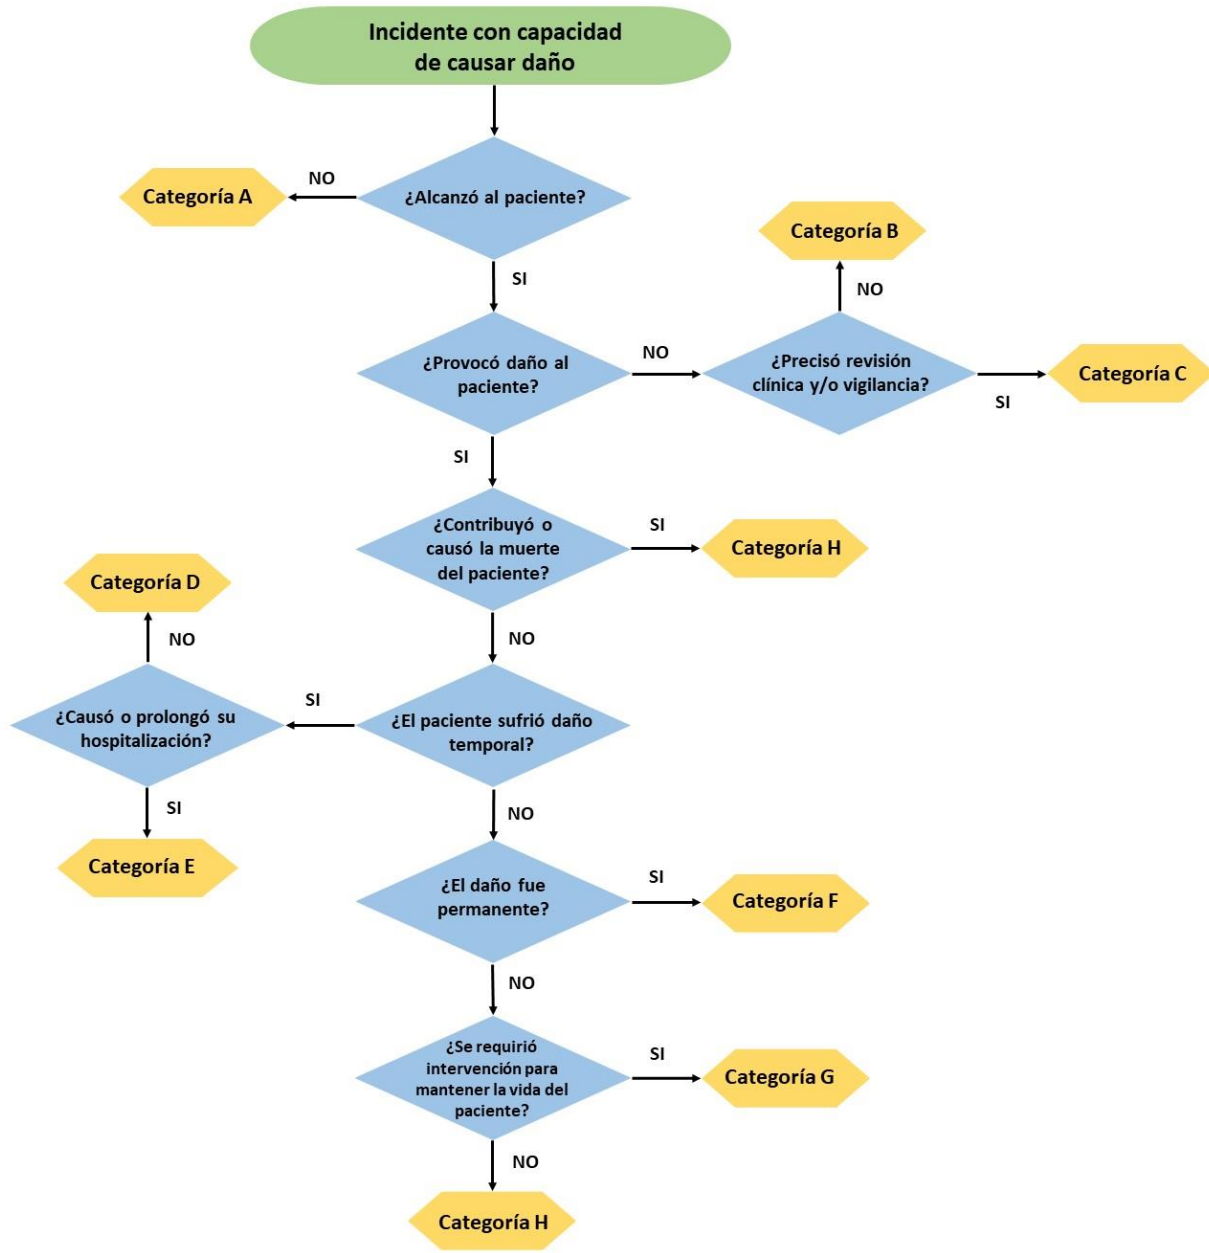 Incidente con capacidad
de causar daño
NO
Categoría A
¿Alcanzó al paciente?
Categoría B
SI
NO
¿Provocó daño al
paciente?
NO
¿Precisó revisión
clínica y/o vigilancia?
Categoría C
SI
SI
¿Contribuyó o
causó la muerte
del paciente?
SI
Categoría H
Categoría D
NO
NO
¿Causó o prolongó su
hospitalización?
SI
¿El paciente sufrió daño
temporal?
SI
NO
Categoría E
¿El daño fue
permanente?
SI
Categoría F
NO
¿Se requirió
intervención para
mantener la vida del
paciente?
SI
Categoría G
NO
Categoría H